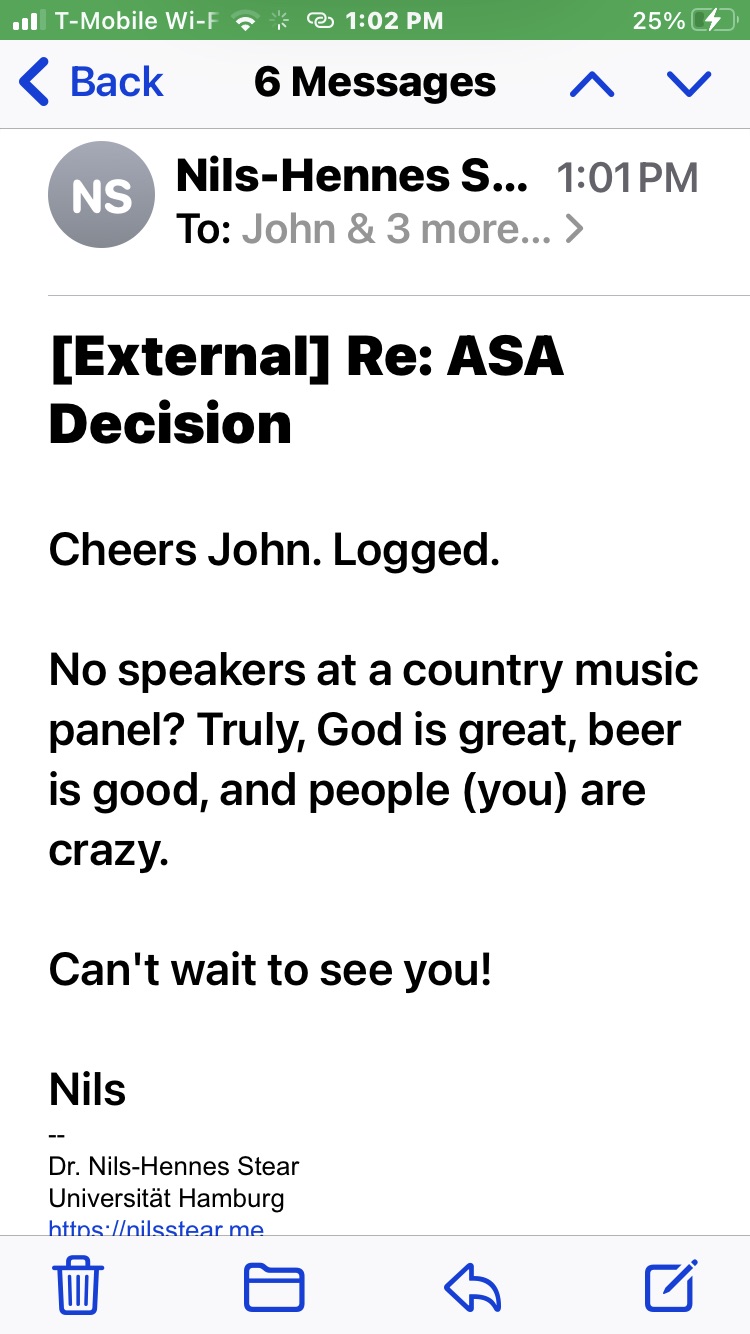 T-Mobile Wi-F 1:02 PM 25%
Back 6 Messages
NS
Nils-Hennes S... 1:01 PM
To: John & 3 more...
[External] Re: ASA
Decision
Cheers John. Logged.
No speakers at a country music
panel? Truly, God is great, beer
is good, and people (you) are
crazy.
Can't wait to see you!
Nils
--
Dr. Nils-Hennes Stear
Universität Hamburg
https://nilsstear.me